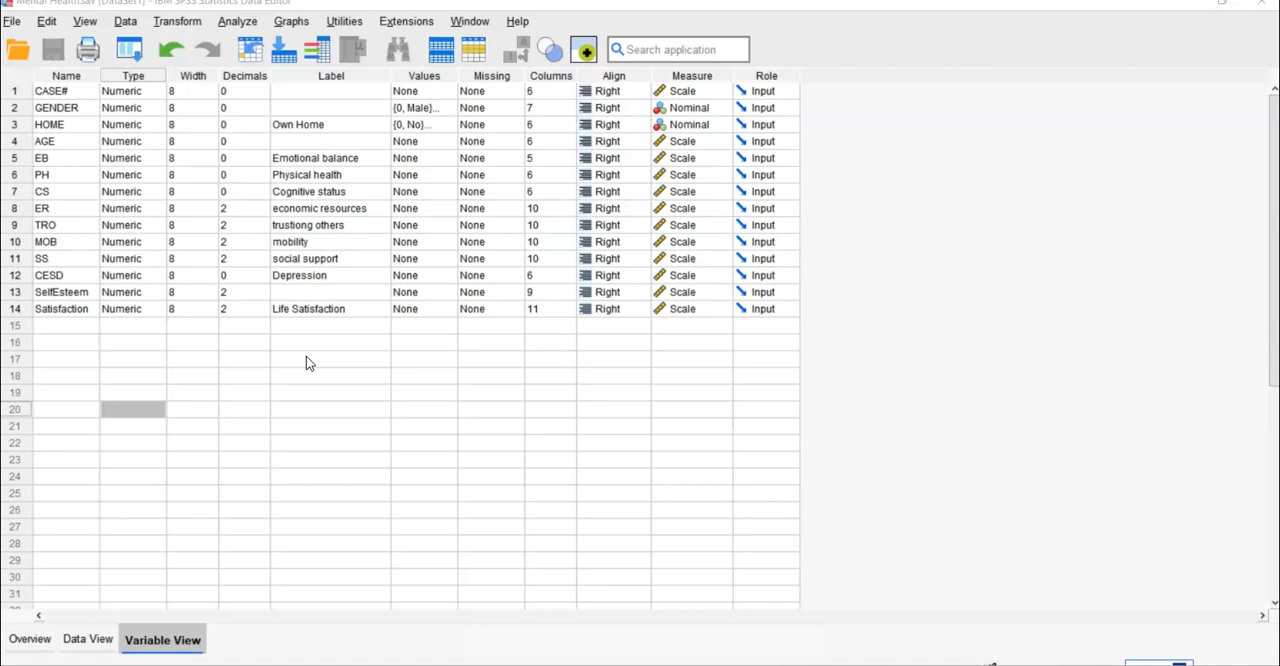 Mental Health.sav [DataSet1] - IBM SPSS Statistics Data Editor
File Edit View Data Transform Analyze Graphs Utilities Extensions Window Help
Search application
Name Type Width Decimals Label Values Missing Columns Align Measure Role
1 CASE# Numeric 8 0 None None 6 Right Scale Input
2 GENDER Numeric 8 0 {0, Male}... None 7 Right Nominal Input
3 HOME Numeric 8 0 Own Home {0, No}... None 6 Right Nominal Input
4 AGE Numeric 8 0 None None 6 Right Scale Input
5 EB Numeric 8 0 Emotional balance None None 5 Right Scale Input
6 PH Numeric 8 0 Physical health None None 6 Right Scale Input
7 CS Numeric 8 0 Cognitive status None None 6 Right Scale Input
8 ER Numeric 8 2 economic resources None None 10 Right Scale Input
9 TRO Numeric 8 2 trustiong others None None 10 Right Scale Input
10 MOB Numeric 8 2 mobility None None 10 Right Scale Input
11 SS Numeric 8 2 social support None None 10 Right Scale Input
12 CESD Numeric 8 0 Depression None None 6 Right Scale Input
13 SelfEsteem Numeric 8 2 None None 9 Right Scale Input
14 Satisfaction Numeric 8 2 Life Satisfaction None None 11 Right Scale Input
15
16
17
18
19
20
21
22
23
24
25
26
27
28
29
30
31
Overview Data View Variable View